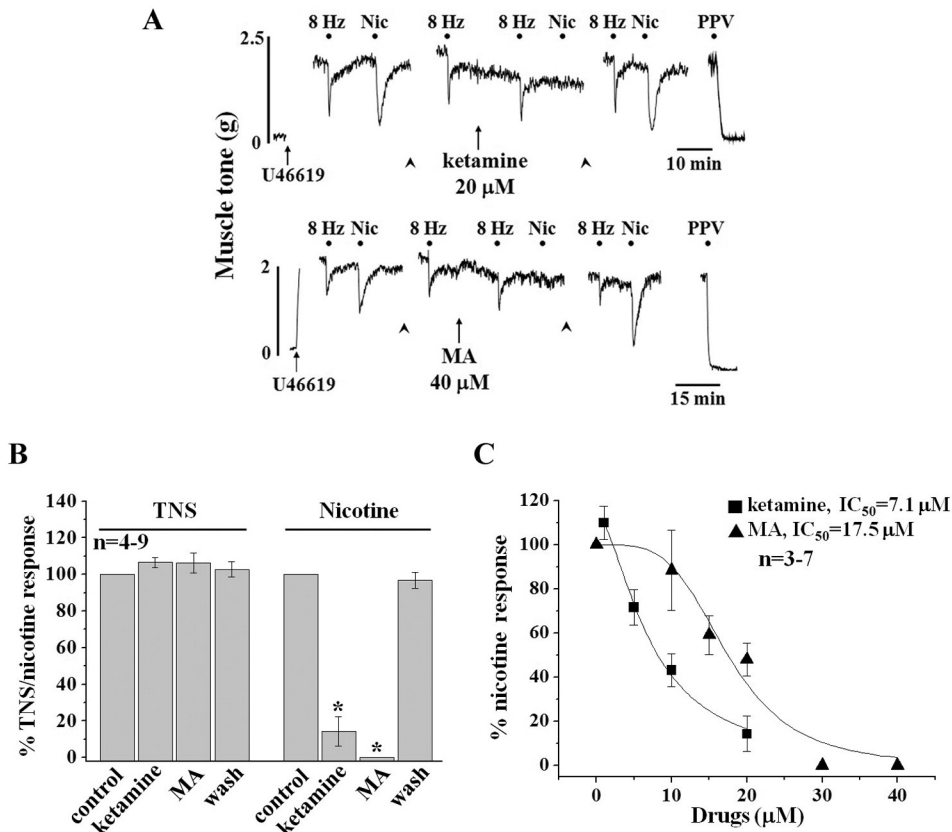 A
8 Hz Nic 8 Hz 8 Hz Nic 8 Hz Nic PPV
2.5
0
Muscle tone (g)
U46619
ketamine
20 μM
10 min
8 Hz Nic 8 Hz 8 Hz Nic 8 Hz Nic PPV
2
0
U46619
MA
40 μM
15 min
B
% TNS/nicotine response
140
120
100
80
60
40
20
0
TNS
Nicotine
n=4-9
*
*
control
ketamine
MA
wash
control
ketamine
MA
wash
C
% nicotine response
120
100
80
60
40
20
0
ketamine, IC50=7.1 μM
MA, IC50=17.5 μM
n=3-7
0 10 20 30 40
Drugs (μM)